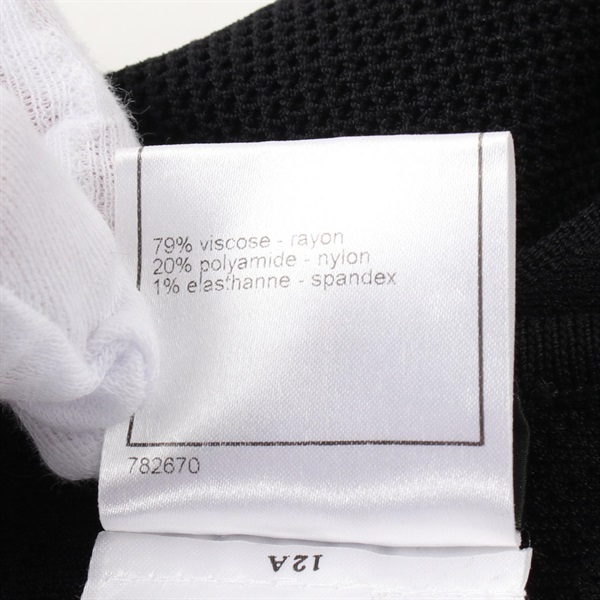 79% viscose - rayon
20% polyamide - nylon
1% elasthanne - spandex
782670
12A